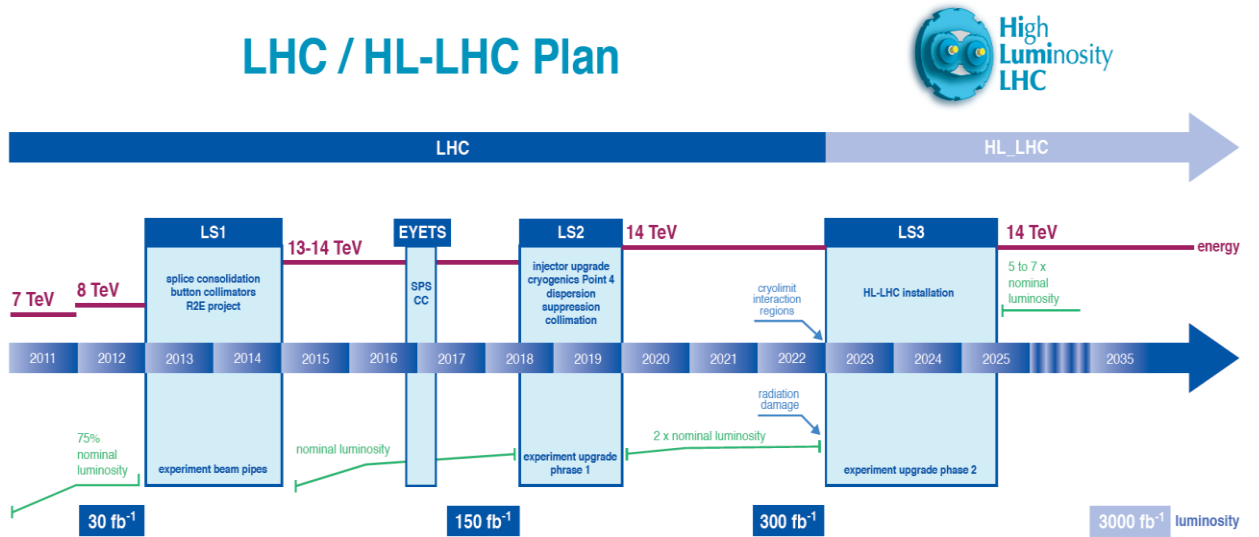 LHC / HL-LHC Plan
High
Luminosity
LHC
LHC
HL_LHC
LS1
EYETS
LS2
LS3
7 TeV
8 TeV
13-14 TeV
14 TeV
14 TeV
energy
splice consolidation
button collimators
R2E project
SPS
CC
injector upgrade
cryogenics Point 4
dispersion
suppression
collimation
cryolimit
interaction
regions
HL-LHC installation
5 to 7 x
nominal
luminosity
2011
2012
2013
2014
2015
2016
2017
2018
2019
2020
2021
2022
2023
2024
2025
2035
75%
nominal
luminosity
experiment beam pipes
nominal luminosity
experiment upgrade
phrase 1
2 x nominal luminosity
radiation
damage
experiment upgrade phase 2
30 fb-1
150 fb-1
300 fb-1
3000 fb-1
luminosity